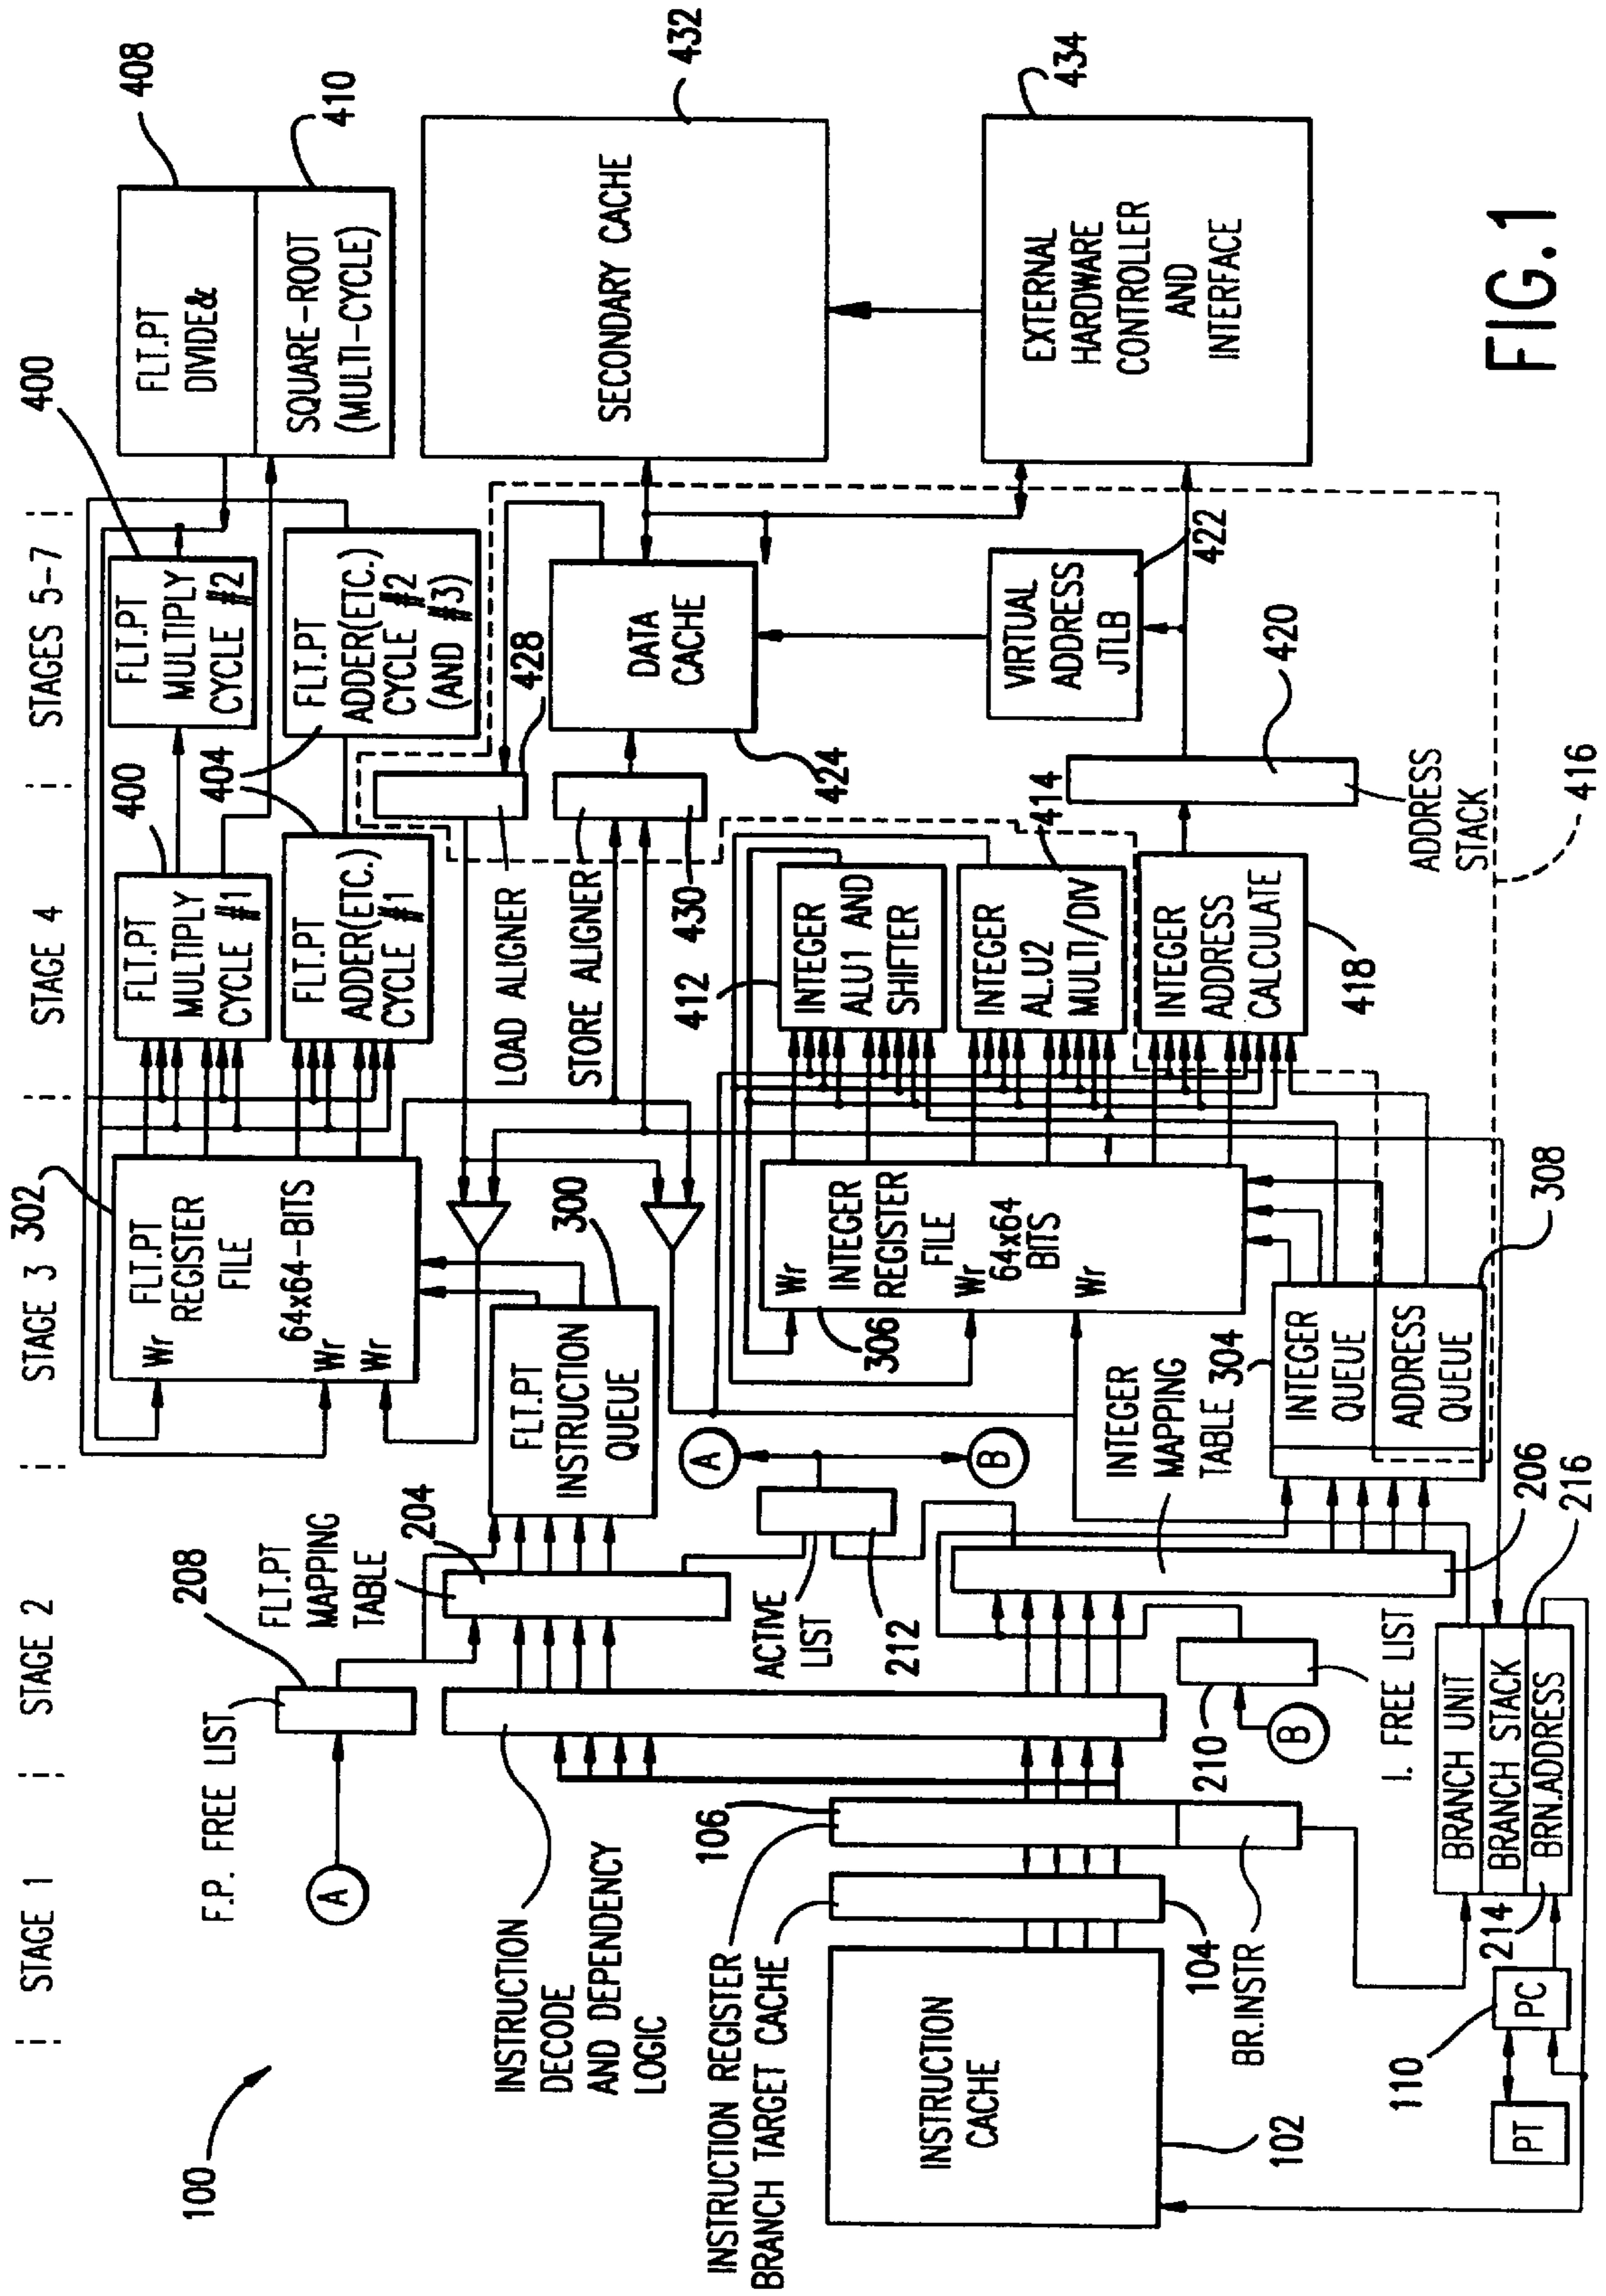 100
STAGE 1
STAGE 2
STAGE 3
STAGE 4
STAGES 5-7
F.P. FREE LIST
A
208
FLT.PT
MAPPING
TABLE
204
302
FLT.PT
REGISTER
FILE
64x64-BITS
Wr
Wr
Wr
FLT.PT
MULTIPLY
CYCLE #1
400
FLT.PT
MULTIPLY
CYCLE #2
400
FLT.PT
ADDER(ETC.)
CYCLE #1
404
FLT.PT
ADDER(ETC.)
CYCLE #2
(AND #3)
FLT.PT
DIVIDE&
408
SQUARE-ROOT
(MULTI-CYCLE)
410
INSTRUCTION
DECODE
AND DEPENDENCY
LOGIC
FLT.PT
INSTRUCTION
QUEUE
300
LOAD ALIGNER
428
STORE ALIGNER
430
DATA
CACHE
424
SECONDARY CACHE
432
INSTRUCTION REGISTER
106
BRANCH TARGET CACHE
104
ACTIVE
LIST
212
A
B
INSTRUCTION
CACHE
102
BR.INSTR
Wr
INTEGER
REGISTER
FILE
64x64
BITS
Wr
Wr
306
412
INTEGER
ALU1 AND
SHIFTER
INTEGER
AL.U2
MULTI/DIV
414
INTEGER
ADDRESS
CALCULATE
418
VIRTUAL
ADDRESS
JTLB
422
EXTERNAL
HARDWARE
CONTROLLER
AND
INTERFACE
434
INTEGER
MAPPING
TABLE
304
INTEGER
QUEUE
ADDRESS
QUEUE
308
206
216
210
B
I. FREE LIST
420
ADDRESS
STACK
416
BRANCH UNIT
BRANCH STACK
BRN.ADDRESS
214
110
PC
PT
FIG.1